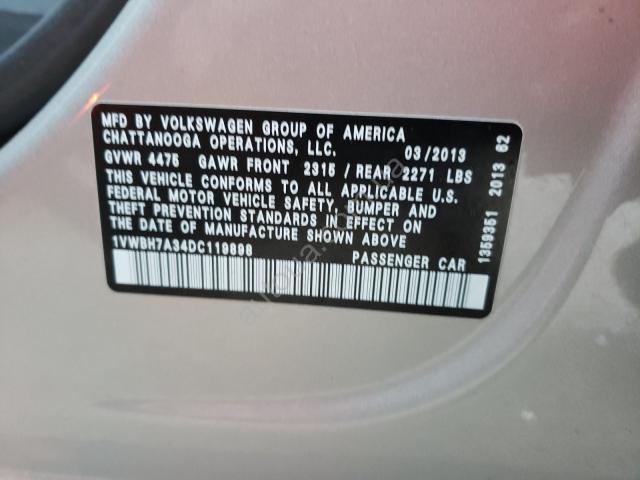 MFD BY VOLKSWAGEN GROUP OF AMERICA
CHATTANOOGA OPERATIONS, LLC. 03/2013
GVWR 4475 GAWR FRONT 2315 / REAR 2271 LBS
THIS VEHICLE CONFORMS TO ALL APPLICABLE U.S.
FEDERAL MOTOR VEHICLE SAFETY, BUMPER AND
THEFT PREVENTION STANDARDS IN EFFECT ON
THE DATE OF MANUFACTURE SHOWN ABOVE
1VWBH7A34DC119898 PASSENGER CAR
1359351 2013 62